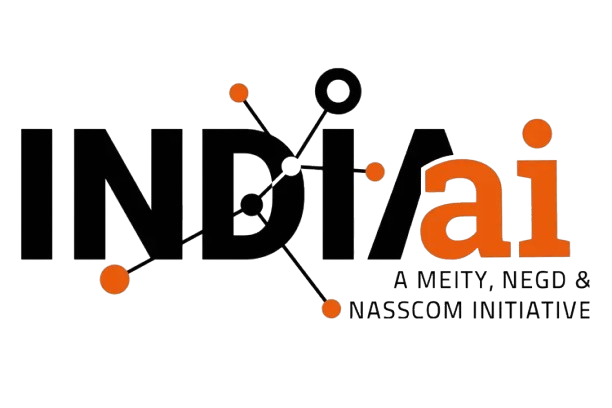 INDIAai
A MEITY, NEGD &
NASSCOM INITIATIVE